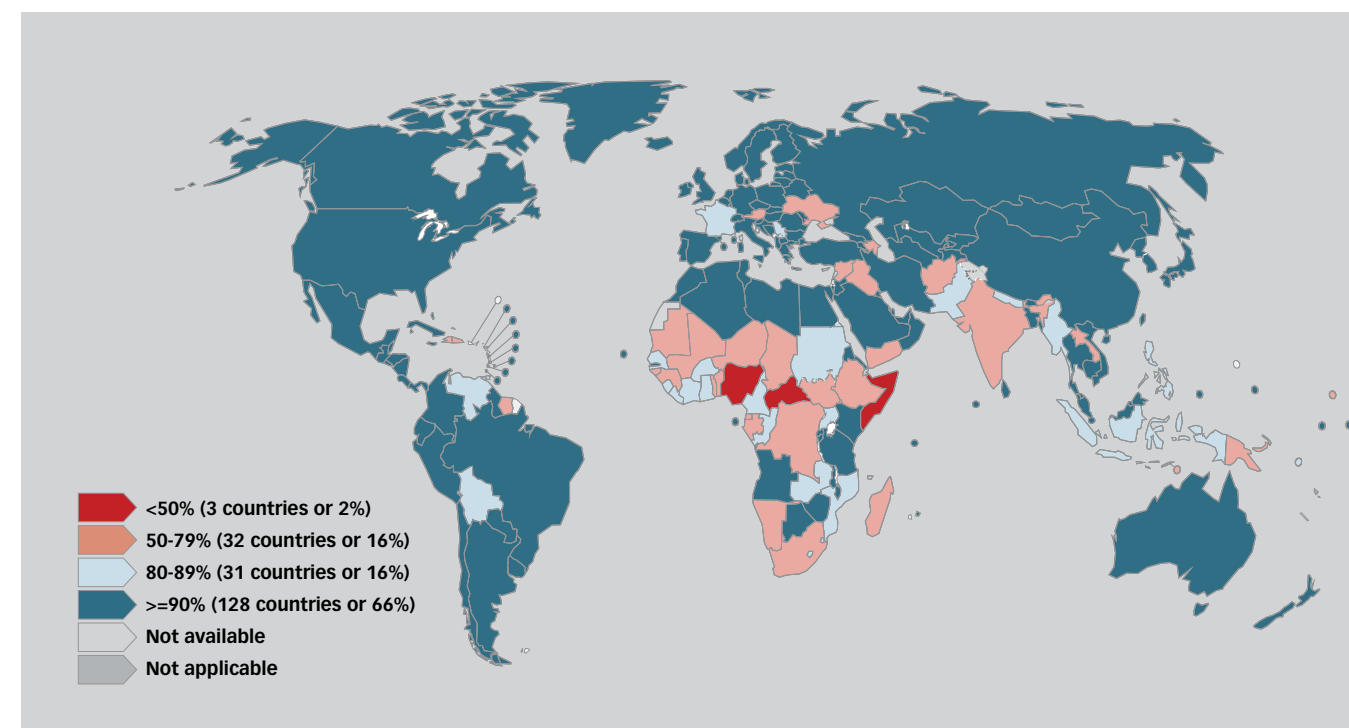 <50% (3 countries or 2%)
50-79% (32 countries or 16%)
80-89% (31 countries or 16%)
>=90% (128 countries or 66%)
Not available
Not applicable